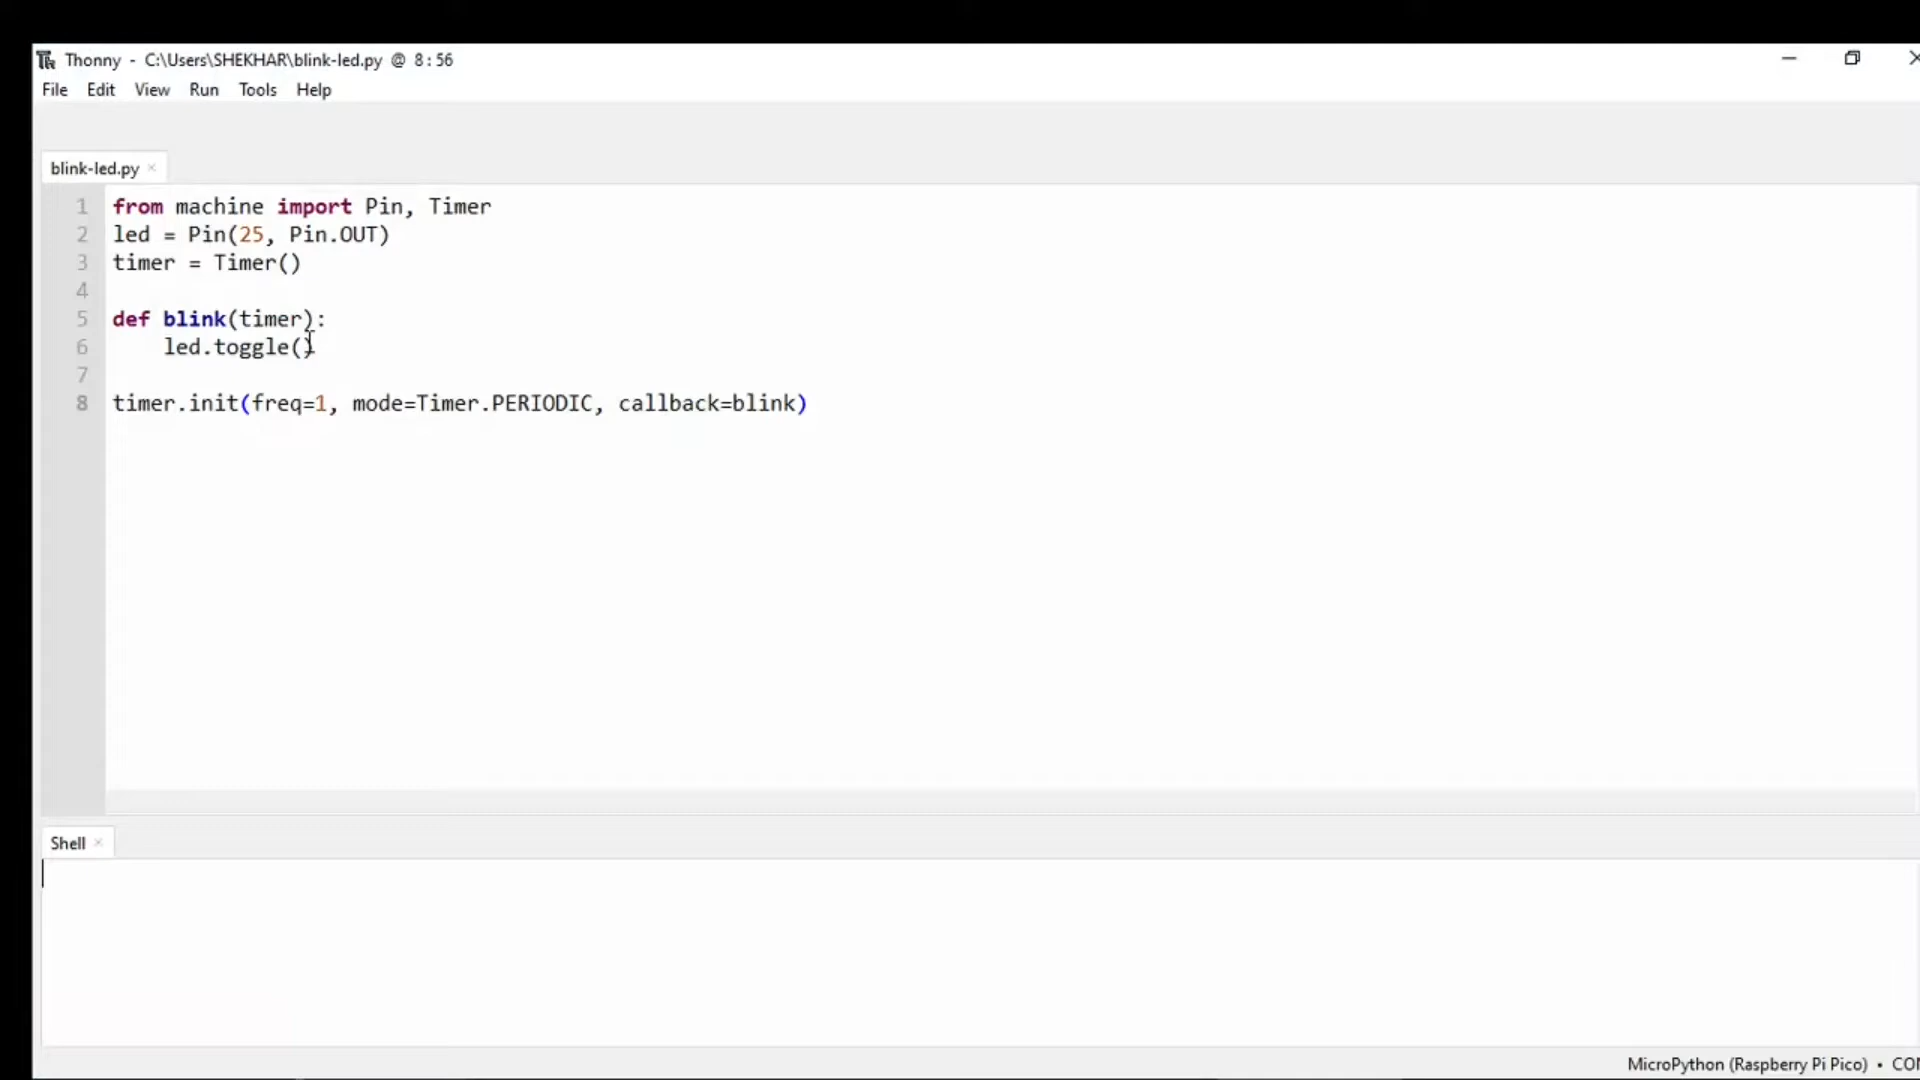 Thonny - C:\Users\SHEKHAR\blink-led.py @ 8:56
File Edit View Run Tools Help
blink-led.py ×
1 from machine import Pin, Timer
2 led = Pin(25, Pin.OUT)
3 timer = Timer()
4
5 def blink(timer):
6     led.toggle()
7
8 timer.init(freq=1, mode=Timer.PERIODIC, callback=blink)
Shell ×
MicroPython (Raspberry Pi Pico) •